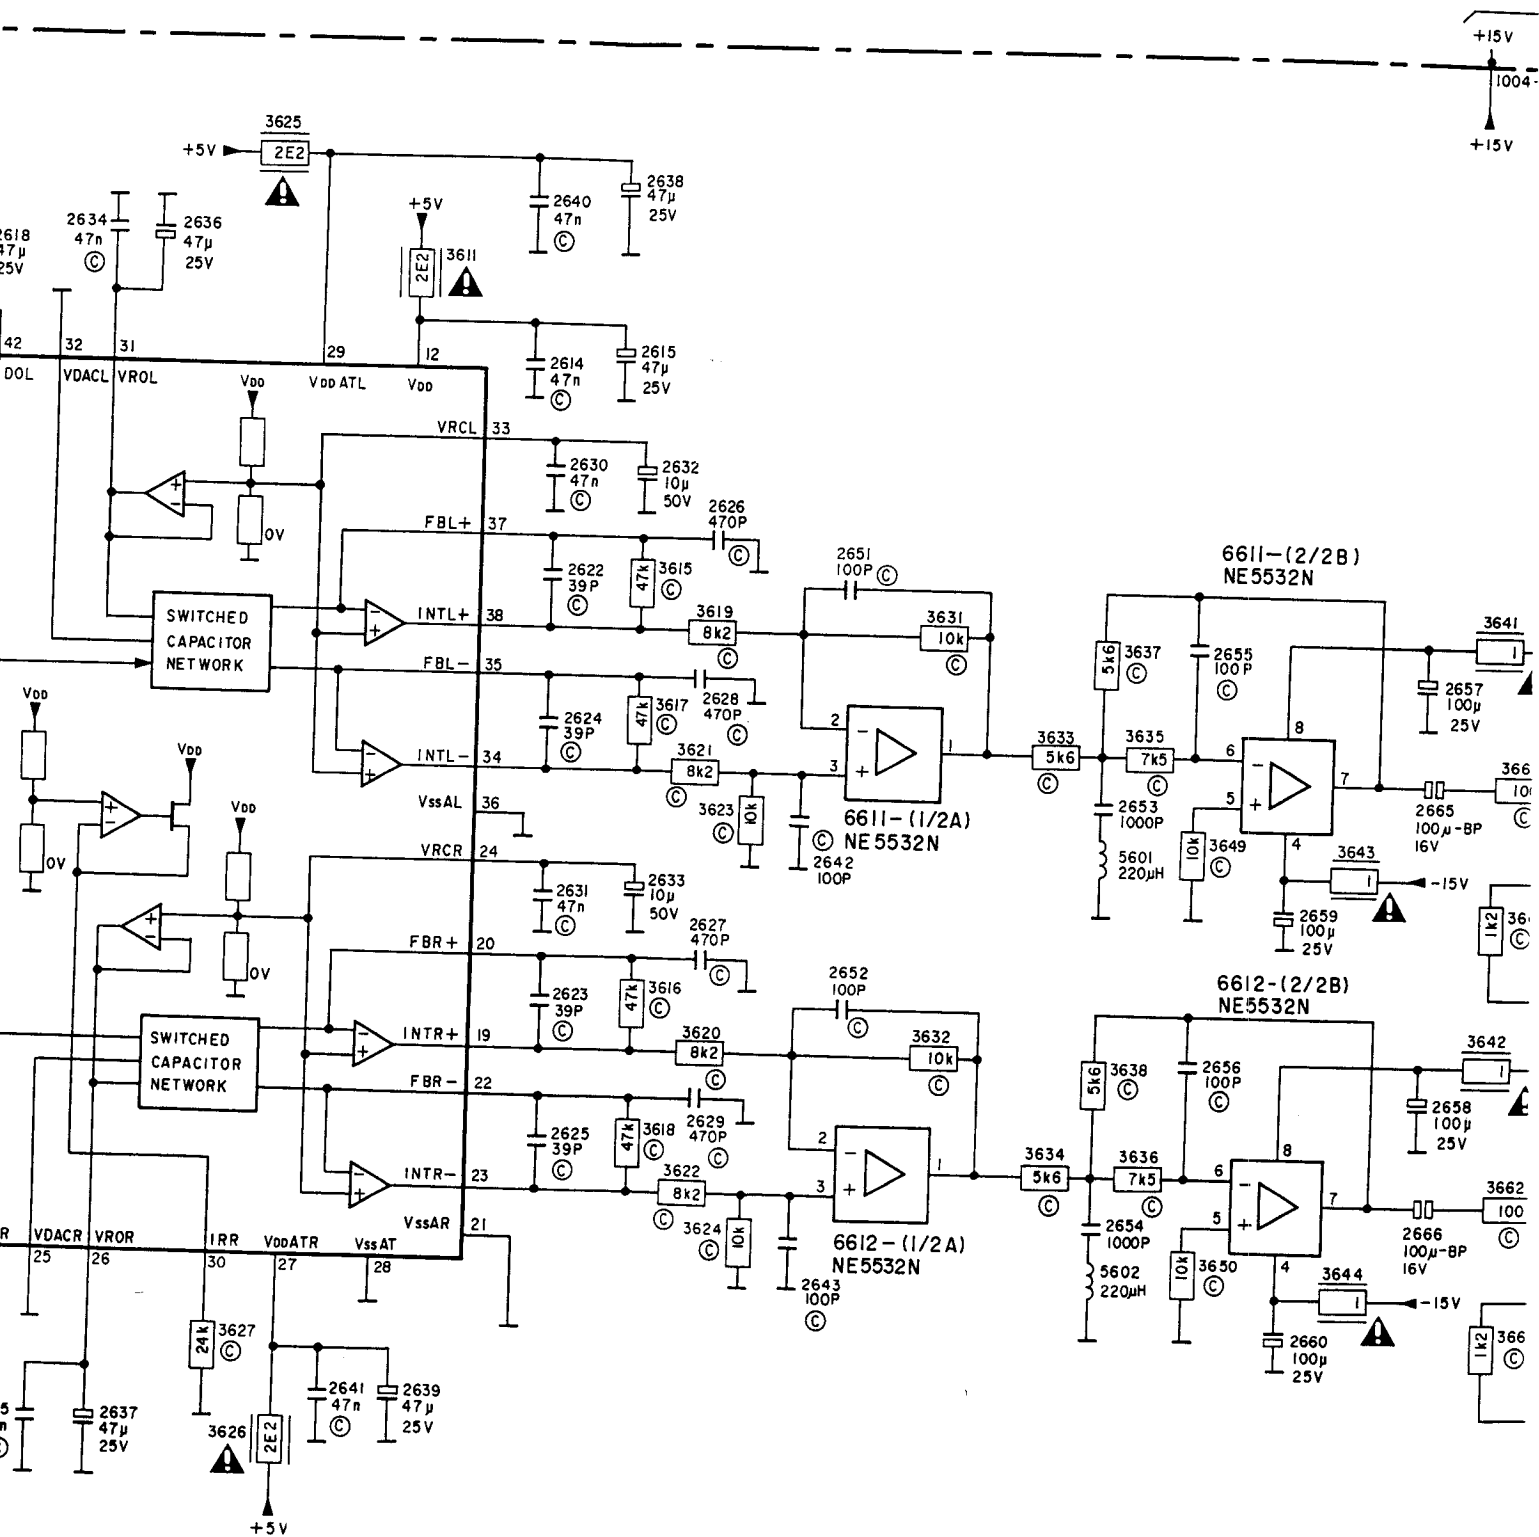 +15V
1004-
+15V
3625
+5V
2E2
2640
47n
C
2638
47µ
25V
2634
47n
C
2636
47µ
25V
2618
47µ
25V
+5V
2E2
3611
42
32
31
29
12
DOL
VDACL
VROL
VDD
VDD ATL
VDD
2614
47n
C
2615
47µ
25V
VRCL
33
2630
47n
C
2632
10µ
50V
+
-
0V
FBL+
37
2626
470P
C
2622
39P
C
47k
3615
C
2651
100P
C
6611-(2/2B)
NE5532N
SWITCHED
CAPACITOR
NETWORK
-
+
INTL+
38
3619
8k2
C
3631
10k
C
5k6
3637
C
2655
100P
C
3641
1
2657
100µ
25V
FBL-
35
2628
470P
C
2624
39P
C
47k
3617
C
-
+
INTL-
34
3621
8k2
C
2
3
-
+
1
3633
5k6
C
3635
7k5
C
6
5
-
+
8
7
4
VDD
VDD
+
-
0V
VDD
VSSAL
36
3623
C
10k
C
2642
100P
6611-(1/2A)
NE5532N
2653
1000P
5601
220µH
10k
3649
C
3643
1
-15V
2665
100µ-BP
16V
366
10
C
2659
100µ
25V
1k2
36
C
VRCR
24
2631
47n
C
2633
10µ
50V
+
-
0V
FBR+
20
2627
470P
C
2623
39P
C
47k
3616
C
2652
100P
C
6612-(2/2B)
NE5532N
SWITCHED
CAPACITOR
NETWORK
-
+
INTR+
19
3620
8k2
C
3632
10k
C
5k6
3638
C
2656
100P
C
3642
1
2658
100µ
25V
FBR-
22
2629
470P
C
2625
39P
C
47k
3618
C
-
+
INTR-
23
3622
8k2
C
2
3
-
+
1
3634
5k6
C
3636
7k5
C
6
5
-
+
8
7
4
VSSAR
21
3624
C
10k
2643
100P
C
6612-(1/2A)
NE5532N
2654
1000P
5602
220µH
10k
3650
C
3644
1
-15V
2666
100µ-BP
16V
3662
100
C
2660
100µ
25V
1k2
366
C
R
VDACR
VROR
IRR
VDDATR
VSSAT
25
26
30
27
28
24k
3627
C
5
n
C
2637
47µ
25V
3626
2E2
2641
47n
C
2639
47µ
25V
+5V